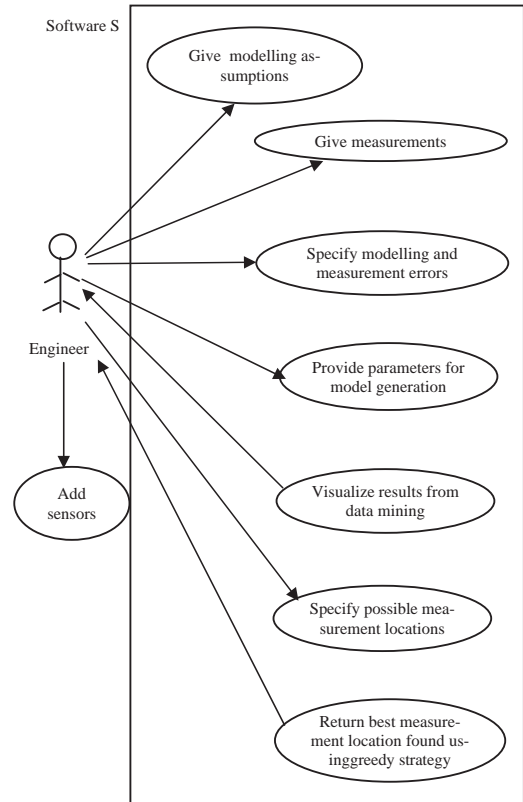 Software S
Give modelling as-
sumptions
Give measurements
Specify modelling and
measurement errors
Engineer
Provide parameters for
model generation
Add
sensors
Visualize results from
data mining
Specify possible mea-
surement locations
Return best measure-
ment location found us-
inggreedy strategy